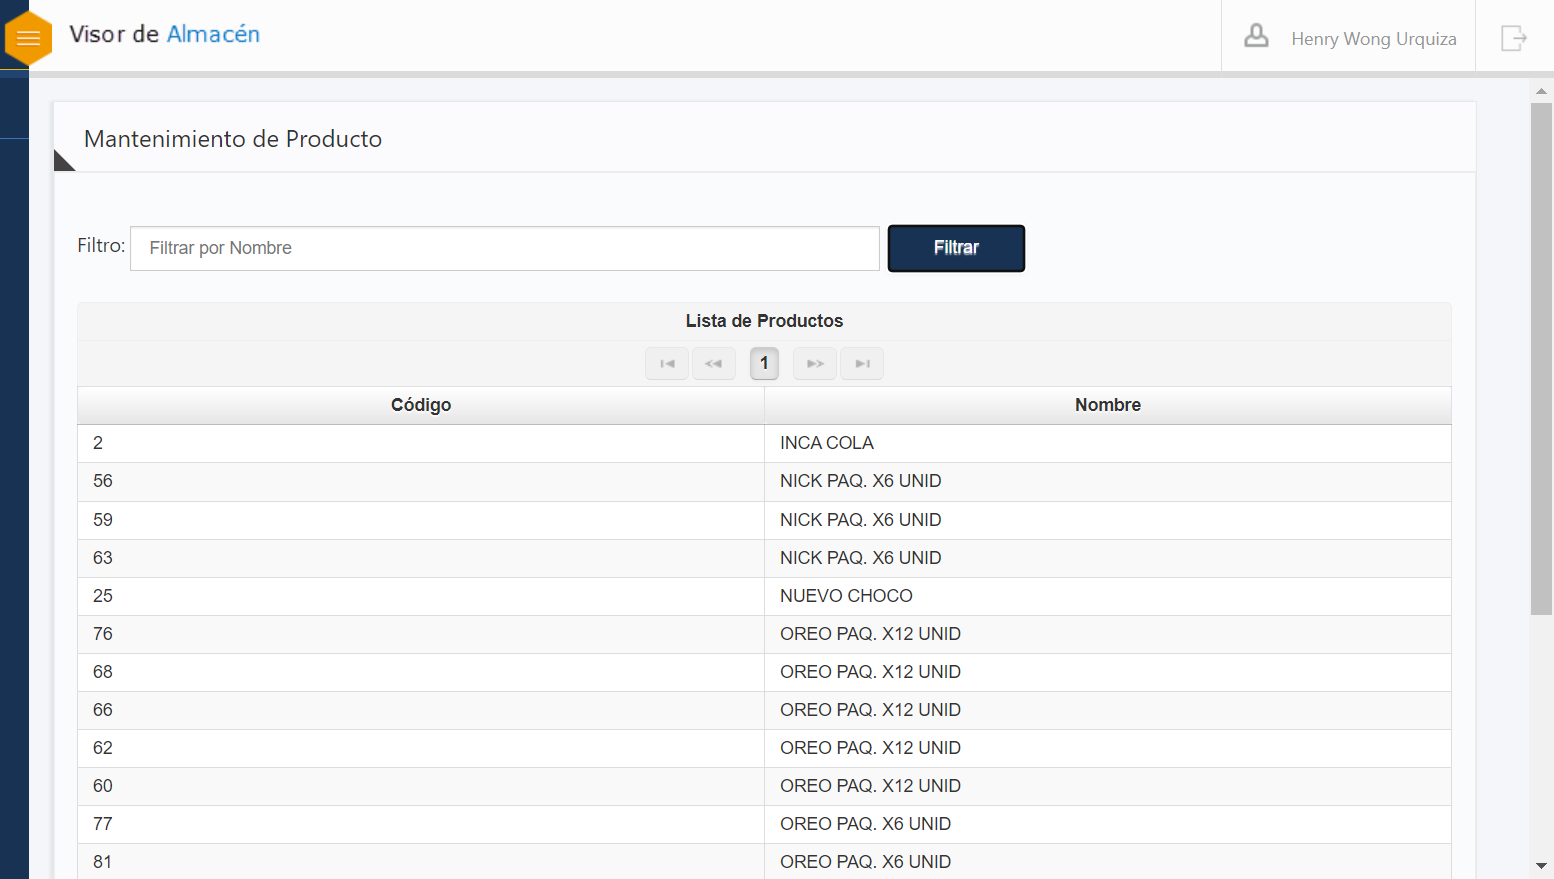 Visor de Almacén
Henry Wong Urquiza
Mantenimiento de Producto
Filtro: Filtrar por Nombre Filtrar
Lista de Productos
1
Código Nombre
2 INCA COLA
56 NICK PAQ. X6 UNID
59 NICK PAQ. X6 UNID
63 NICK PAQ. X6 UNID
25 NUEVO CHOCO
76 OREO PAQ. X12 UNID
68 OREO PAQ. X12 UNID
66 OREO PAQ. X12 UNID
62 OREO PAQ. X12 UNID
60 OREO PAQ. X12 UNID
77 OREO PAQ. X6 UNID
81 OREO PAQ. X6 UNID